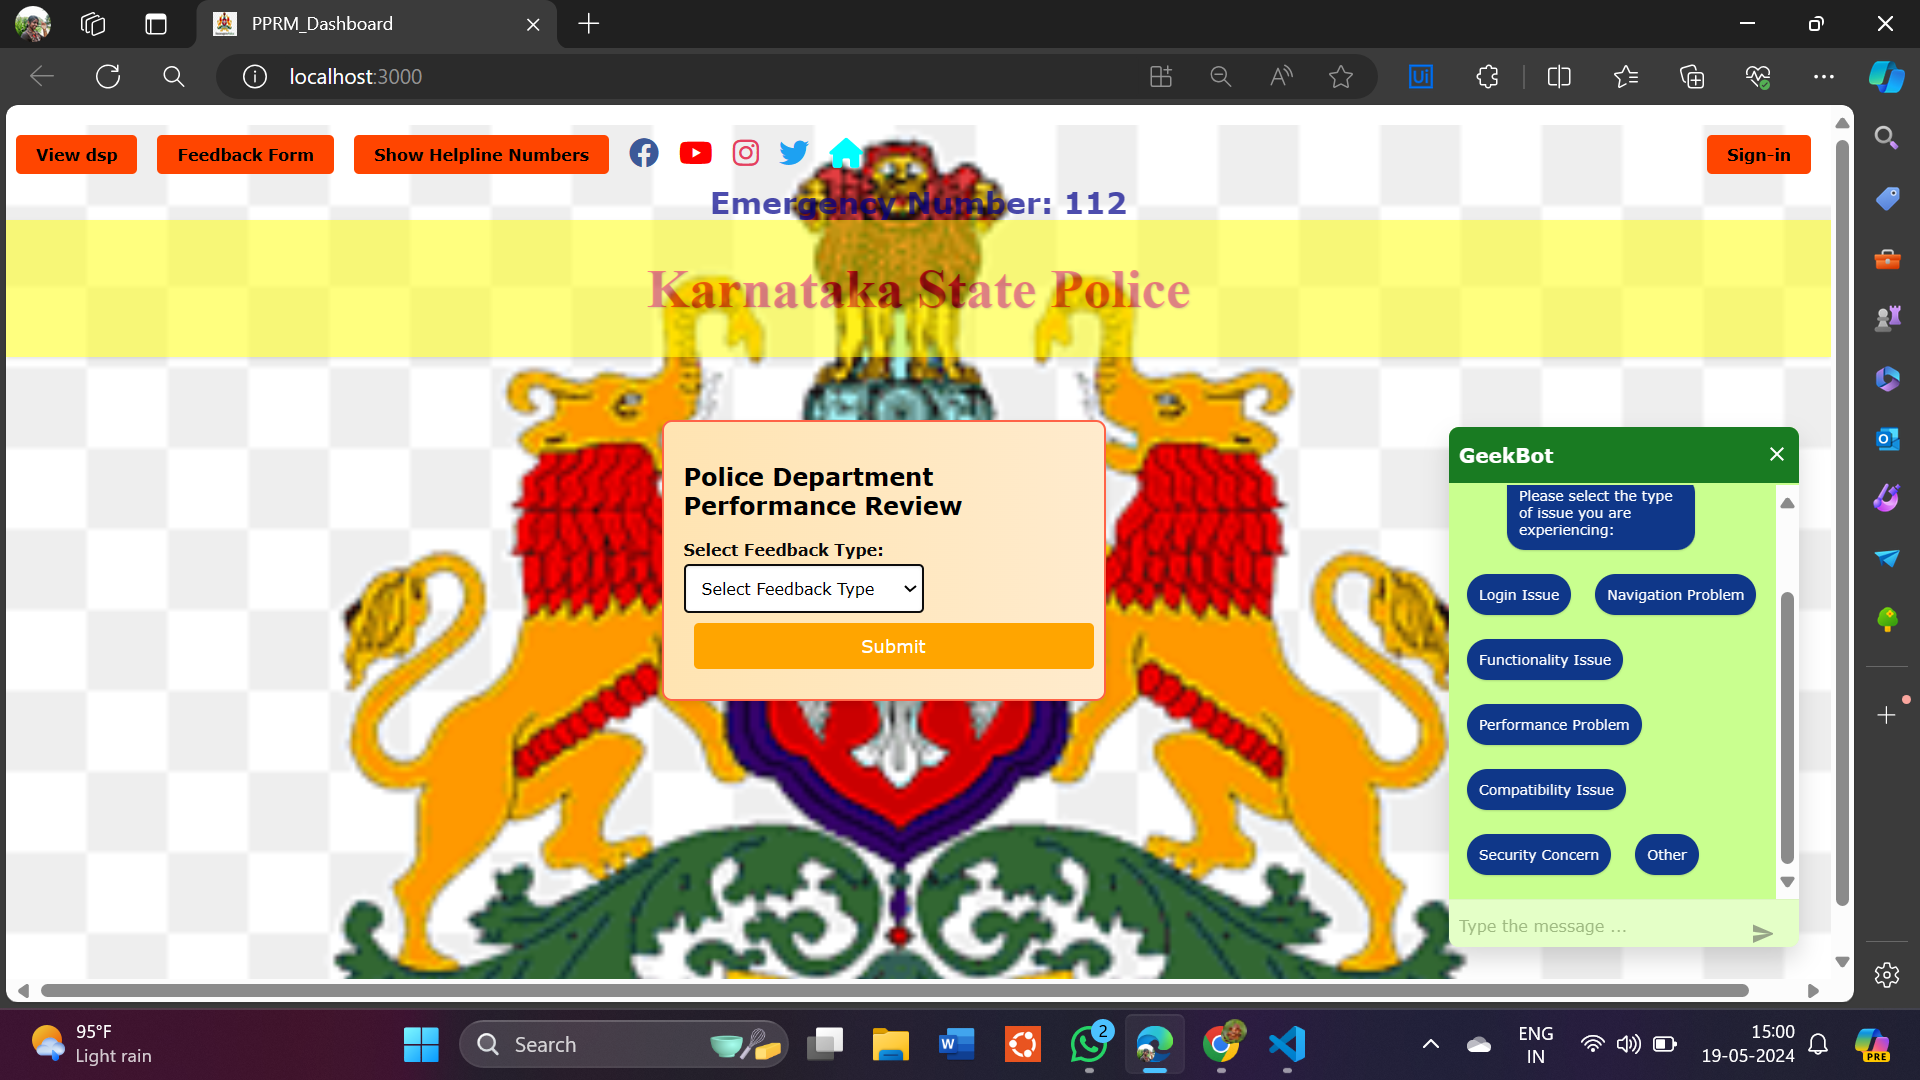 PPRM_Dashboard
localhost:3000
Ui
View dsp
Feedback Form
Show Helpline Numbers
Sign-in
Emergency Number: 112
Karnataka State Police
Police Department
Performance Review
Select Feedback Type:
Select Feedback Type
Submit
GeekBot
Please select the type
of issue you are
experiencing:
Login Issue
Navigation Problem
Functionality Issue
Performance Problem
Compatibility Issue
Security Concern
Other
Type the message ...
95°F
Light rain
Search
2
ENG
IN
15:00
19-05-2024
PRE